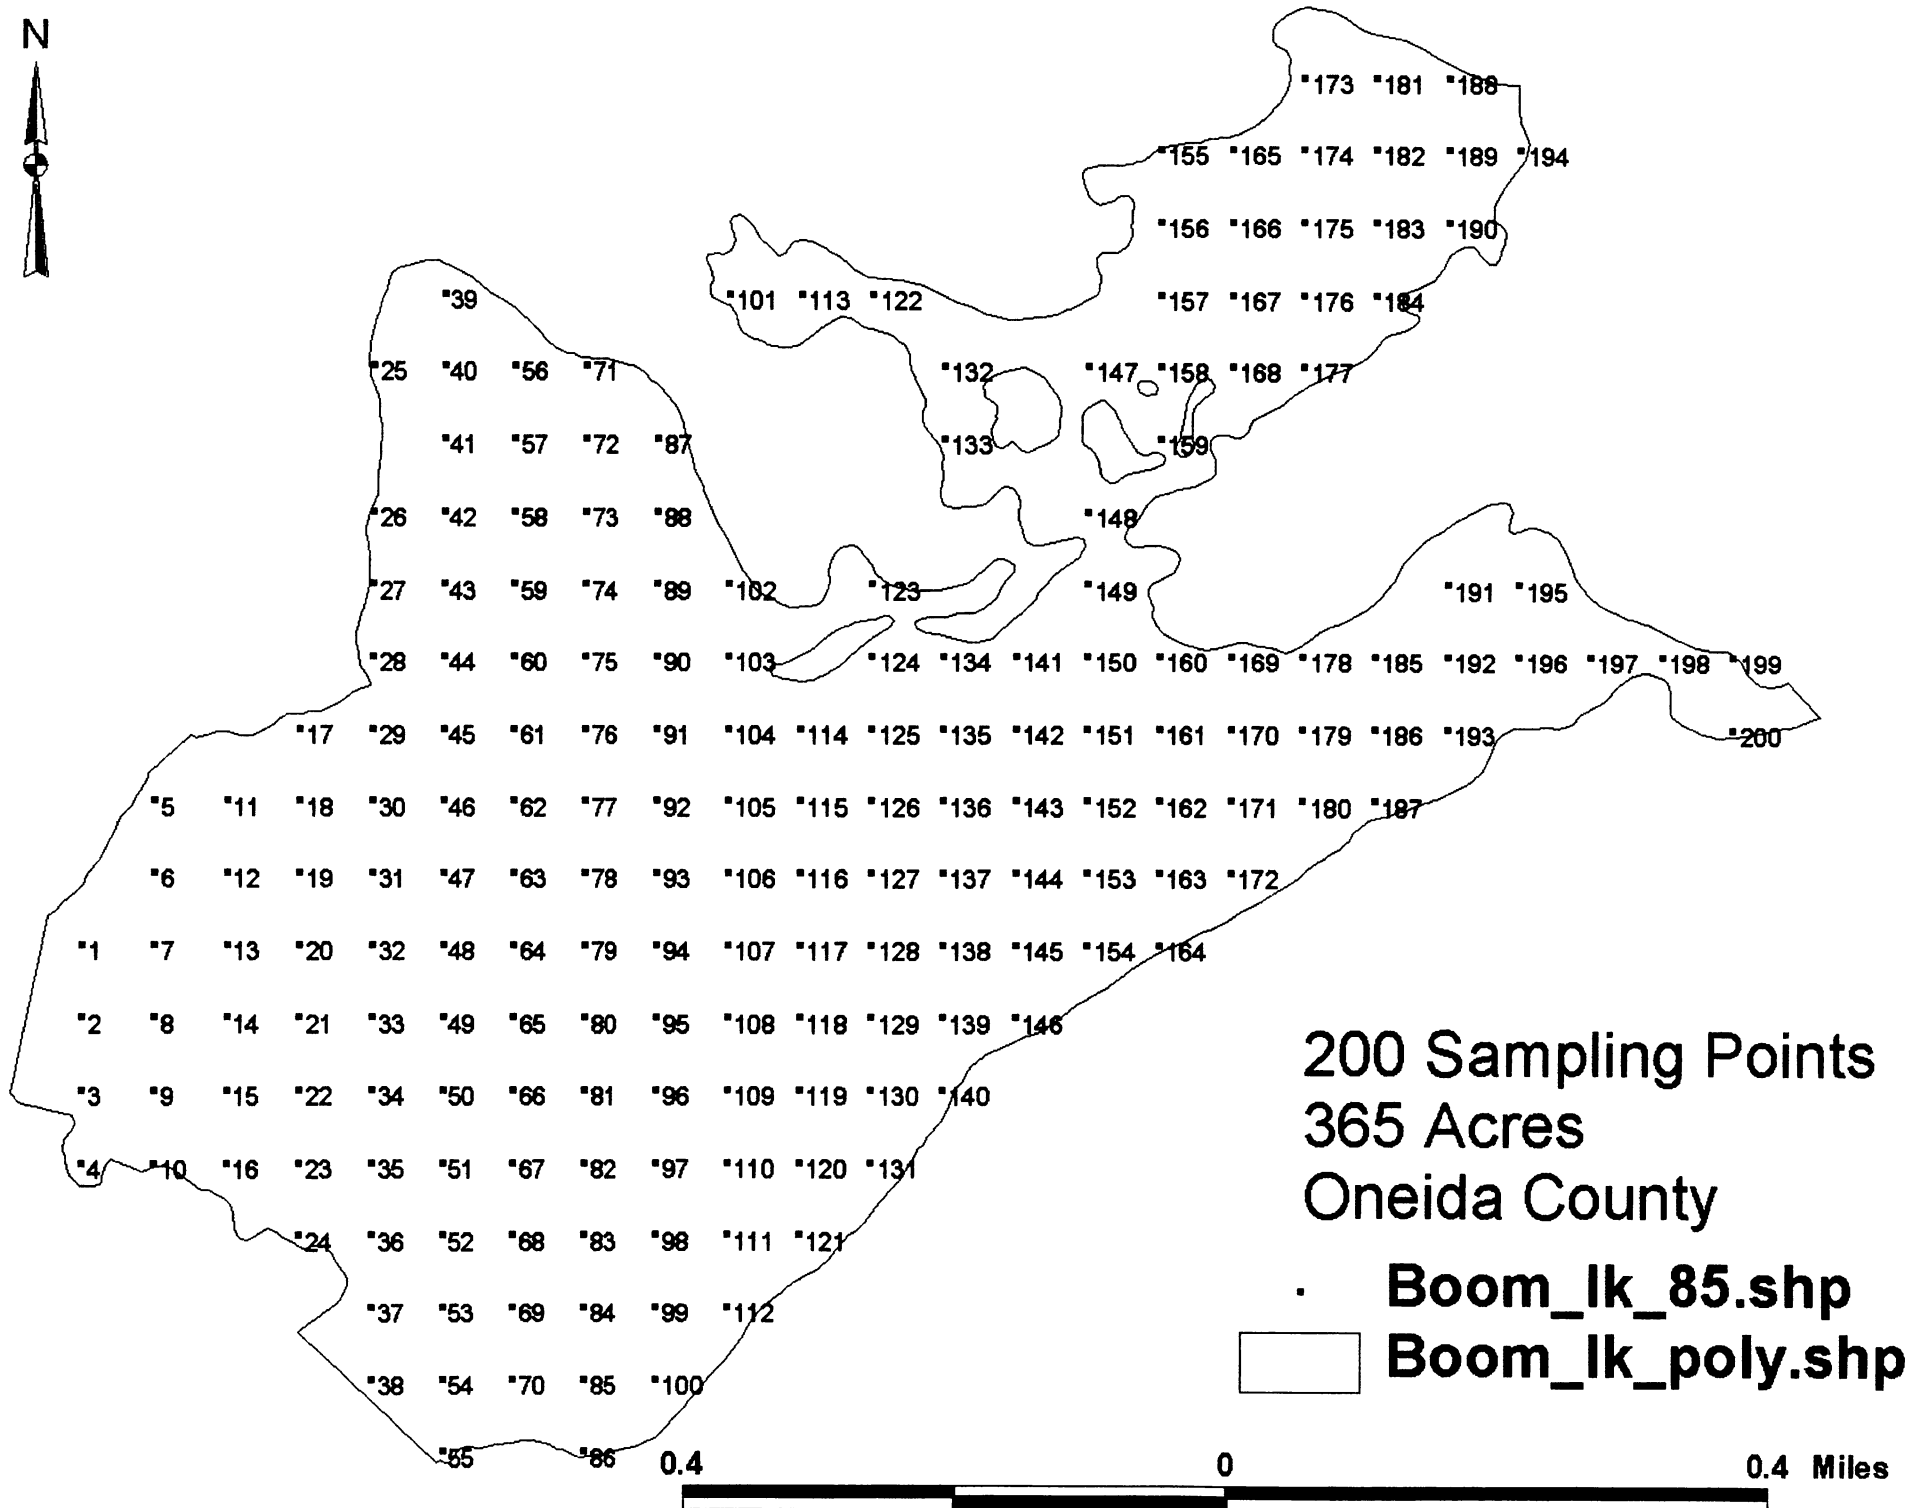 N
173 181 188
155 165 174 182 189 194
156 166 175 183 190
39 101 113 122 157 167 176 184
25 40 56 71 132 147 158 168 177
41 57 72 87 133 159
26 42 58 73 88 148
27 43 59 74 89 102 123 149 191 195
28 44 60 75 90 103 124 134 141 150 160 169 178 185 192 196 197 198 199
17 29 45 61 76 91 104 114 125 135 142 151 161 170 179 186 193 200
5 11 18 30 46 62 77 92 105 115 126 136 143 152 162 171 180 187
6 12 19 31 47 63 78 93 106 116 127 137 144 153 163 172
1 7 13 20 32 48 64 79 94 107 117 128 138 145 154 164
2 8 14 21 33 49 65 80 95 108 118 129 139 146
3 9 15 22 34 50 66 81 96 109 119 130 140
4 10 16 23 35 51 67 82 97 110 120 131
24 36 52 68 83 98 111 121
37 53 69 84 99 112
38 54 70 85 100
55 86
200 Sampling Points
365 Acres
Oneida County
Boom_lk_85.shp
Boom_lk_poly.shp
0.4 0 0.4 Miles